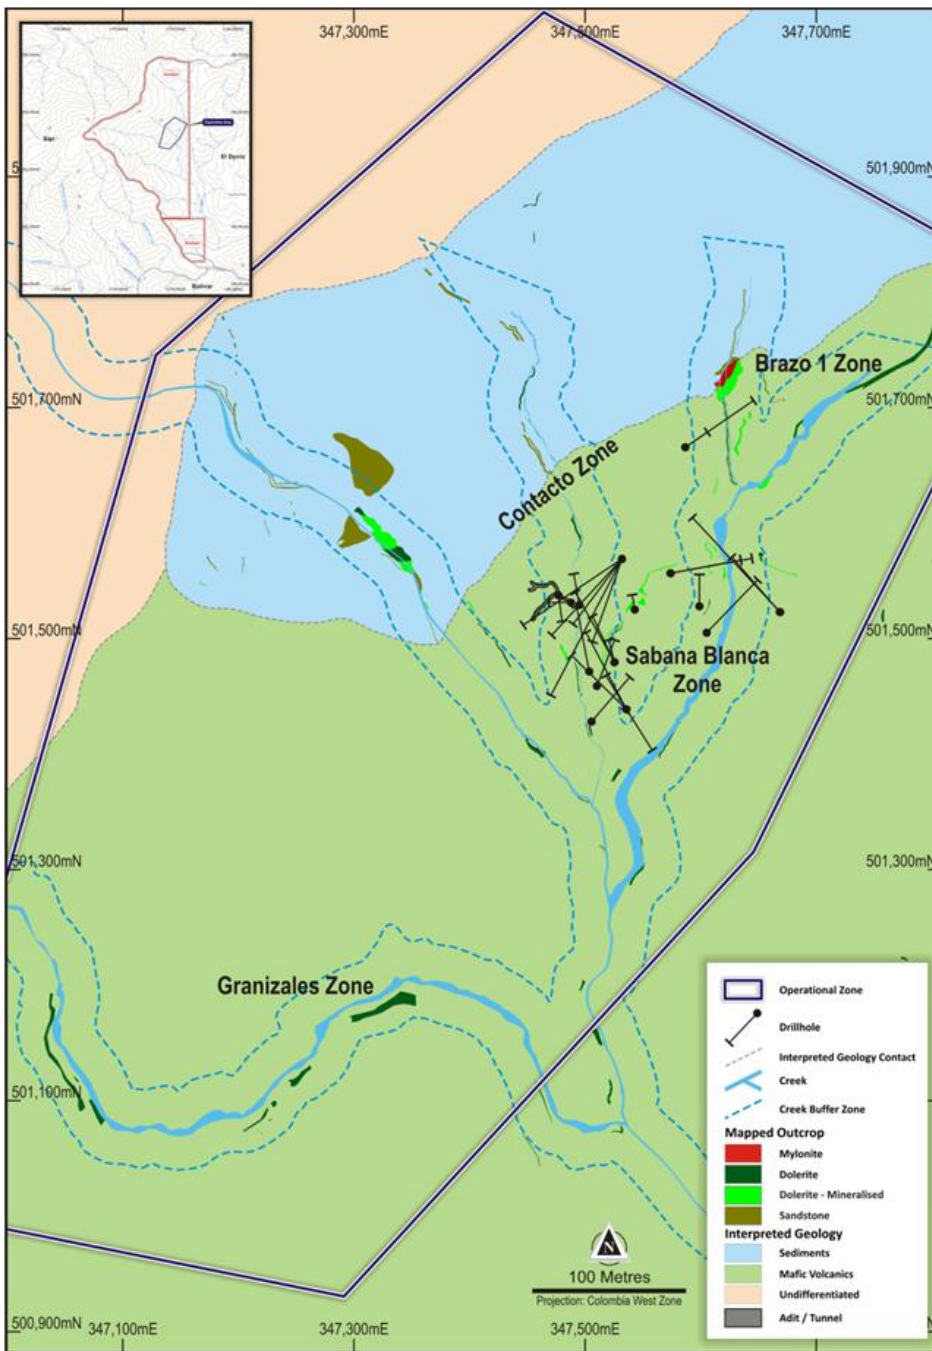 347,300mE
347,500mE
347,700mE
Sipi
El Dovio
Bolivar
501,900mN
501,700mN
501,700mN
Brazo 1 Zone
Contacto Zone
501,500mN
501,500mN
Sabana Blanca
Zone
501,300mN
501,300mN
Granizales Zone
501,100mN
Operational Zone
Drillhole
Interpreted Geology Contact
Creek
Creek Buffer Zone
Mapped Outcrop
Mylonite
Dolerite
Dolerite - Mineralised
Sandstone
Interpreted Geology
Sediments
Mafic Volcanics
Undifferentiated
Adit / Tunnel
N
100 Metres
Projection: Colombia West Zone
500,900mN
347,100mE
347,300mE
347,500mE